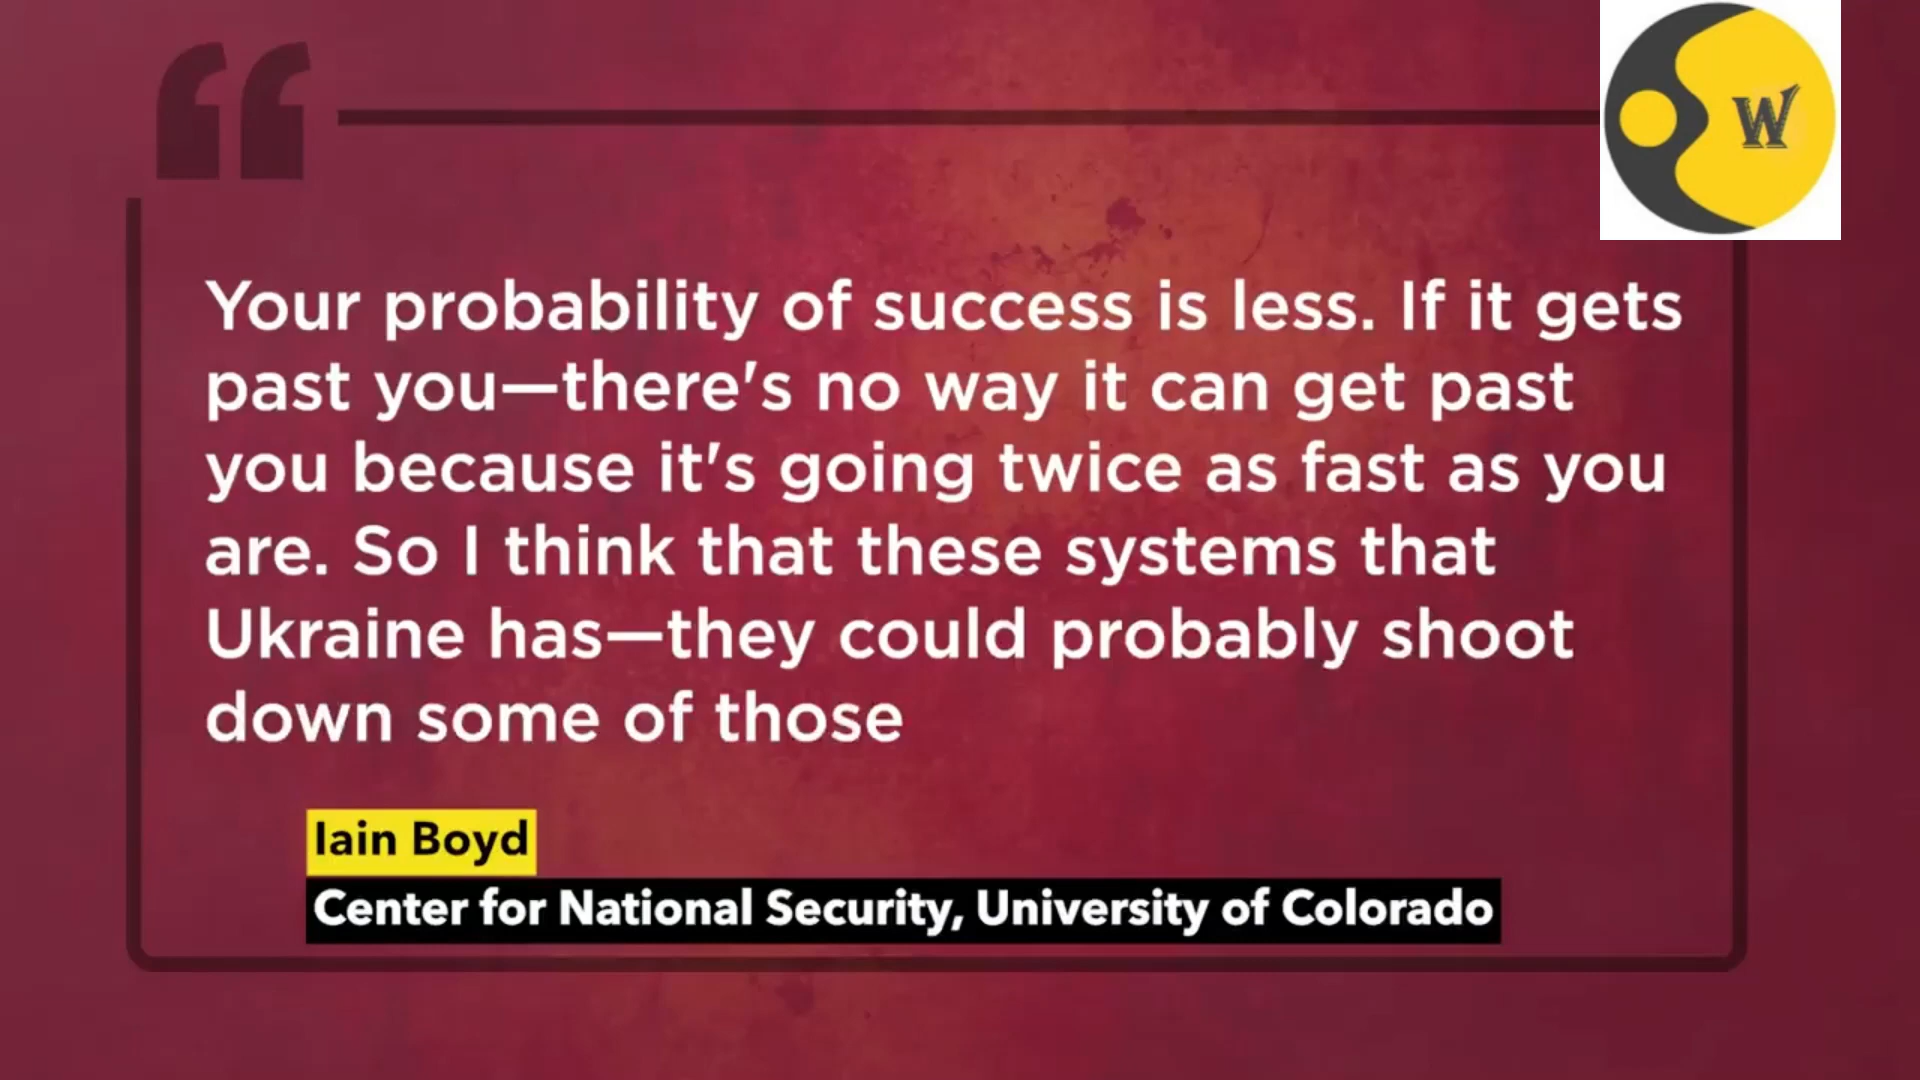 W
Your probability of success is less. If it gets
past you—there's no way it can get past
you because it's going twice as fast as you
are. So I think that these systems that
Ukraine has—they could probably shoot
down some of those
Iain Boyd
Center for National Security, University of Colorado